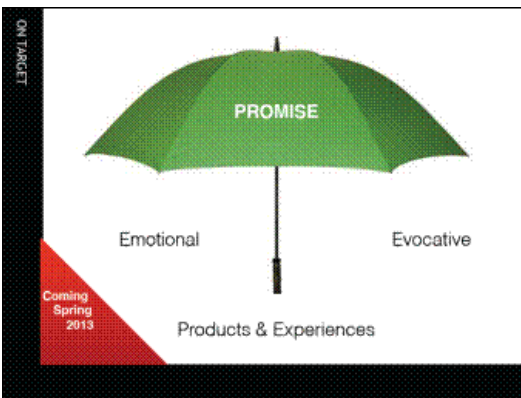 ON TARGET
PROMISE
Emotional
Evocative
Coming
Spring
2013
Products & Experiences